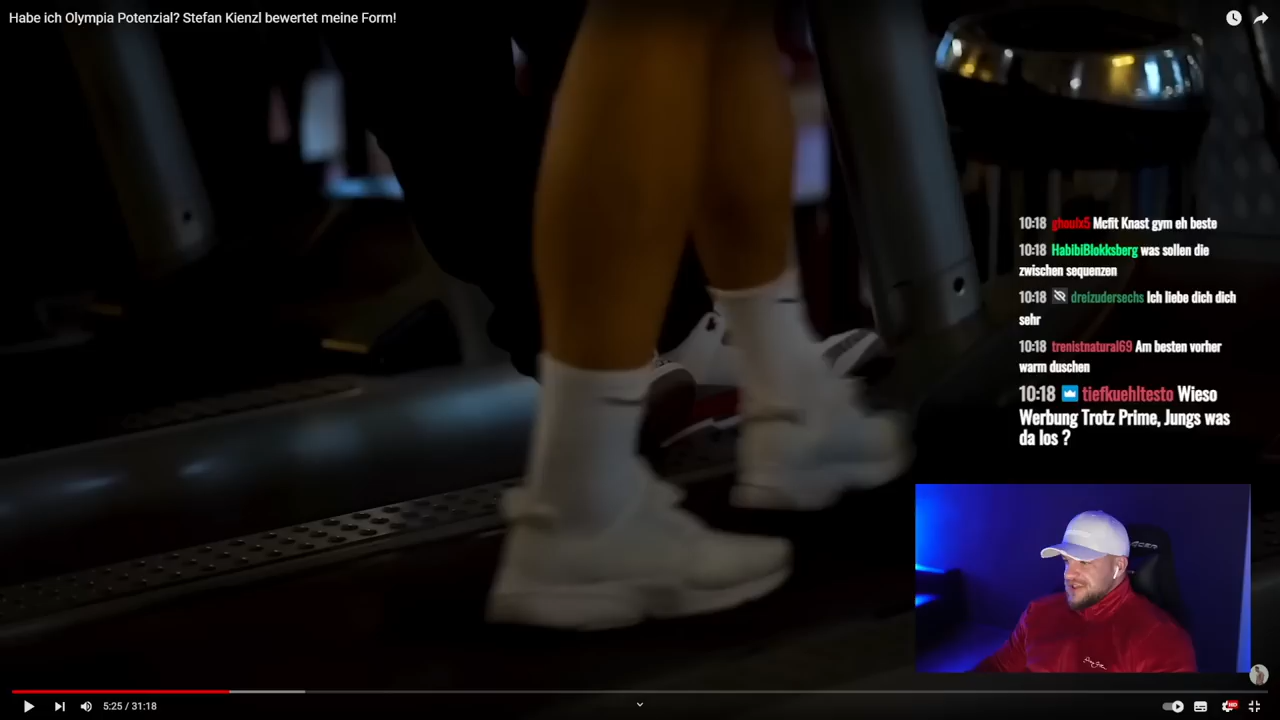 Habe ich Olympia Potenzial? Stefan Kienzl bewertet meine Form!
10:18 ghoulx5 Mcfit Knast gym eh beste
10:18 HabibiBlokksberg was sollen die
zwischen sequenzen
10:18 dreizudersechs Ich liebe dich dich
sehr
10:18 trenistnatural69 Am besten vorher
warm duschen
10:18 tiefkuehltesto Wieso
Werbung Trotz Prime, Jungs was
da los ?
5:25 / 31:18
HD